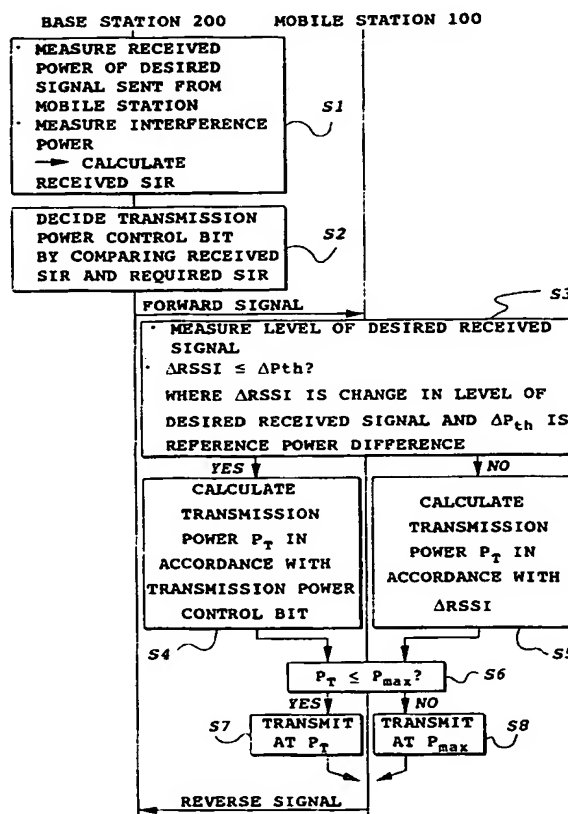 BASE STATION 200 MOBILE STATION 100
· MEASURE RECEIVED
POWER OF DESIRED
SIGNAL SENT FROM
MOBILE STATION
· MEASURE INTERFERENCE
POWER
→ CALCULATE
RECEIVED SIR
S1
DECIDE TRANSMISSION
POWER CONTROL BIT
BY COMPARING RECEIVED
SIR AND REQUIRED SIR
S2
FORWARD SIGNAL
S3
· MEASURE LEVEL OF DESIRED RECEIVED
SIGNAL
· ΔRSSI ≤ ΔPth?
WHERE ΔRSSI IS CHANGE IN LEVEL OF
DESIRED RECEIVED SIGNAL AND ΔPth IS
REFERENCE POWER DIFFERENCE
YES
NO
CALCULATE
TRANSMISSION
POWER PT IN
ACCORDANCE WITH
TRANSMISSION POWER
CONTROL BIT
S4
CALCULATE
TRANSMISSION
POWER PT IN
ACCORDANCE WITH
ΔRSSI
S5
PT ≤ Pmax?
S6
YES
NO
S7
TRANSMIT
AT PT
TRANSMIT
AT Pmax
S8
REVERSE SIGNAL